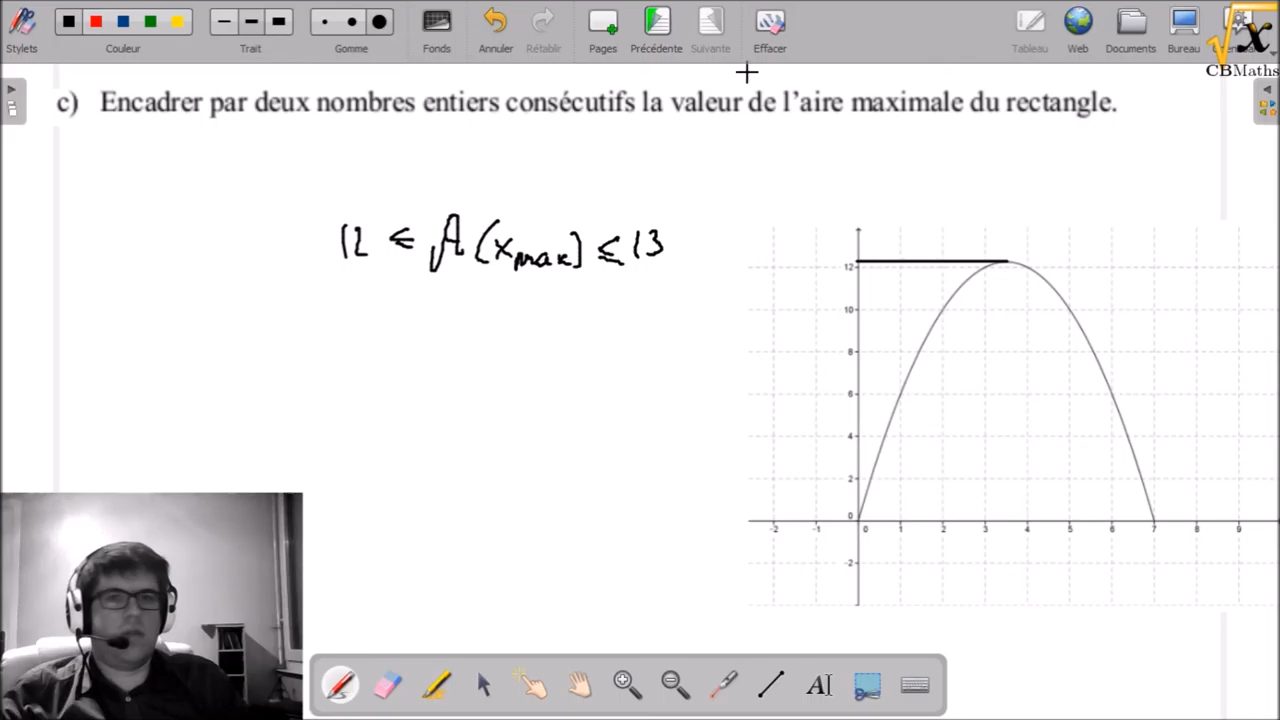 Stylets Couleur Trait Gomme Fonds Annuler Rétablir Pages Précédente Suivante Effacer Tableau Web Documents Bureau
CBMaths
c) Encadrer par deux nombres entiers consécutifs la valeur de l'aire maximale du rectangle.
12 ≤ A(xmax) ≤ 13
12
10
8
6
4
2
0
-2 -1 0 1 2 3 4 5 6 7 8 9
-2
AI